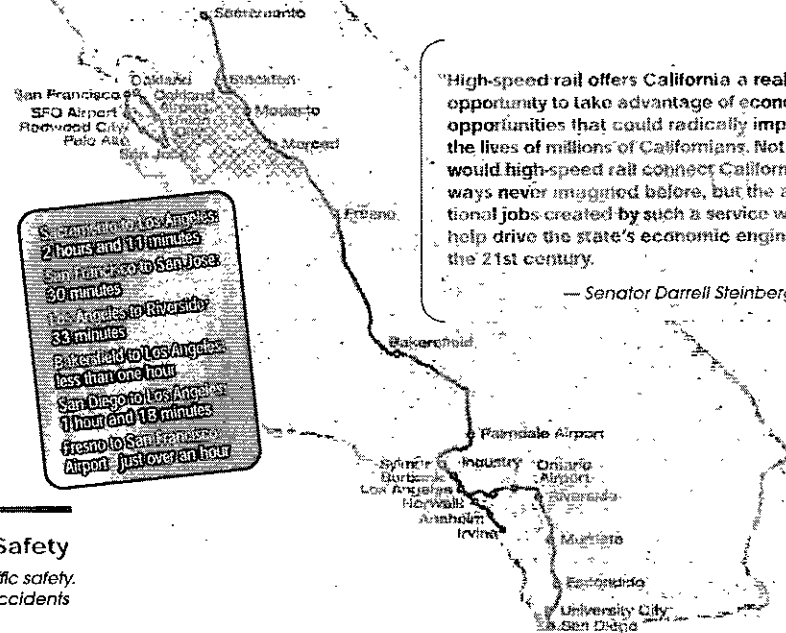 Sacramento
Oakland
Stockton
San Francisco
Oakland
Airport
SFO Airport
Modesto
Union
City
Redwood City/
Palo Alto
Merced
San Jose
"High-speed rail offers California a real
opportunity to take advantage of econo
opportunities that could radically imp
the lives of millions of Californians. Not
would high-speed rail connect Californ
ways never imagined before, but the a
tional jobs created by such a service w
help drive the state's economic engin
the 21st century.
— Senator Darrell Steinberg
Fresno
Sacramento to Los Angeles:
2 hours and 11 minutes
San Francisco to San Jose:
30 minutes
Los Angeles to Riverside:
33 minutes
Bakersfield to Los Angeles:
less than one hour
San Diego to Los Angeles:
1 hour and 18 minutes
Fresno to San Francisco
Airport just over an hour
Bakersfield
Palmdale Airport
Sylmar
Industry
Ontario
Airport
Burbank
Los Angeles
Riverside
Norwalk
Anaheim
Irvine
Murrieta
Escondido
University City
San Diego
Safety
ffic safety.
ccidents